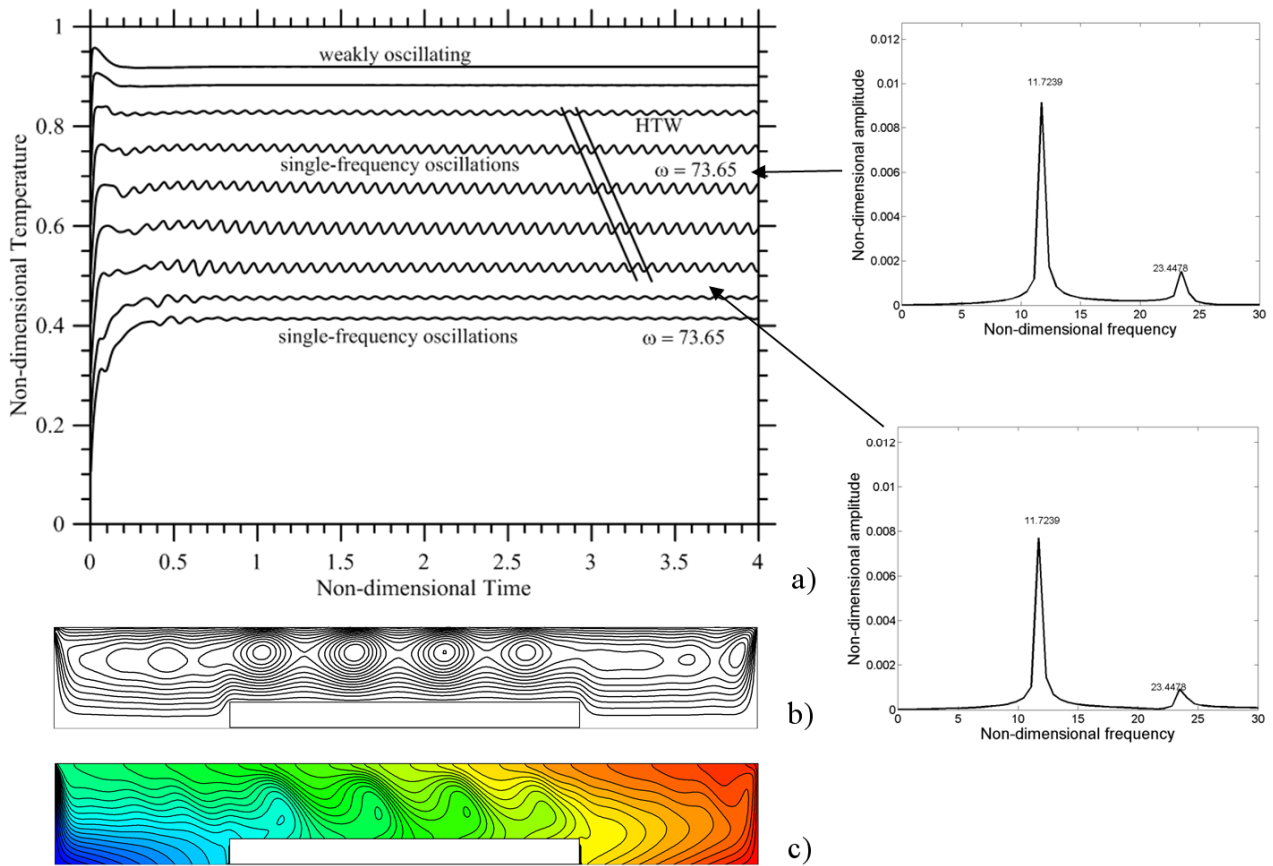 1
weakly oscillating
0.8
HTW
single-frequency oscillations
ω = 73.65
0.6
0.4
single-frequency oscillations
ω = 73.65
0.2
0
Non-dimensional Temperature
0 0.5 1 1.5 2 2.5 3 3.5 4
Non-dimensional Time
a)
b)
c)
0.012
0.01
0.008
0.006
0.004
0.002
0
11.7239
23.4478
0 5 10 15 20 25 30
Non-dimensional amplitude
Non-dimensional frequency
0.012
0.01
0.008
0.006
0.004
0.002
0
11.7239
23.4478
0 5 10 15 20 25 30
Non-dimensional amplitude
Non-dimensional frequency